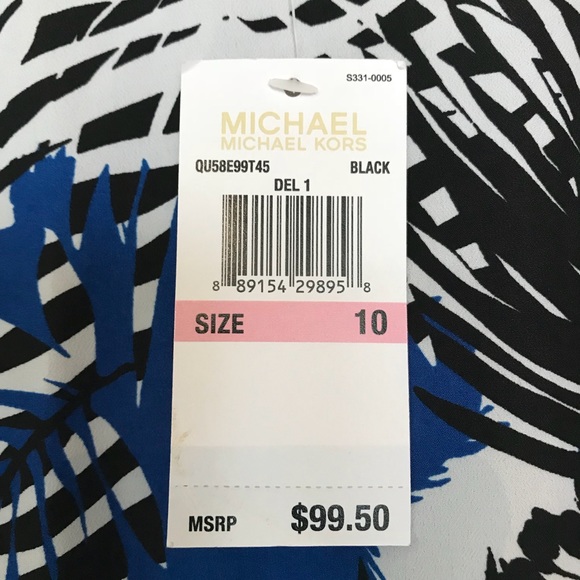 S331-0005
MICHAEL
MICHAEL KORS
QU58E99T45 BLACK
DEL 1
8 89154 29895 8
SIZE 10
MSRP $99.50